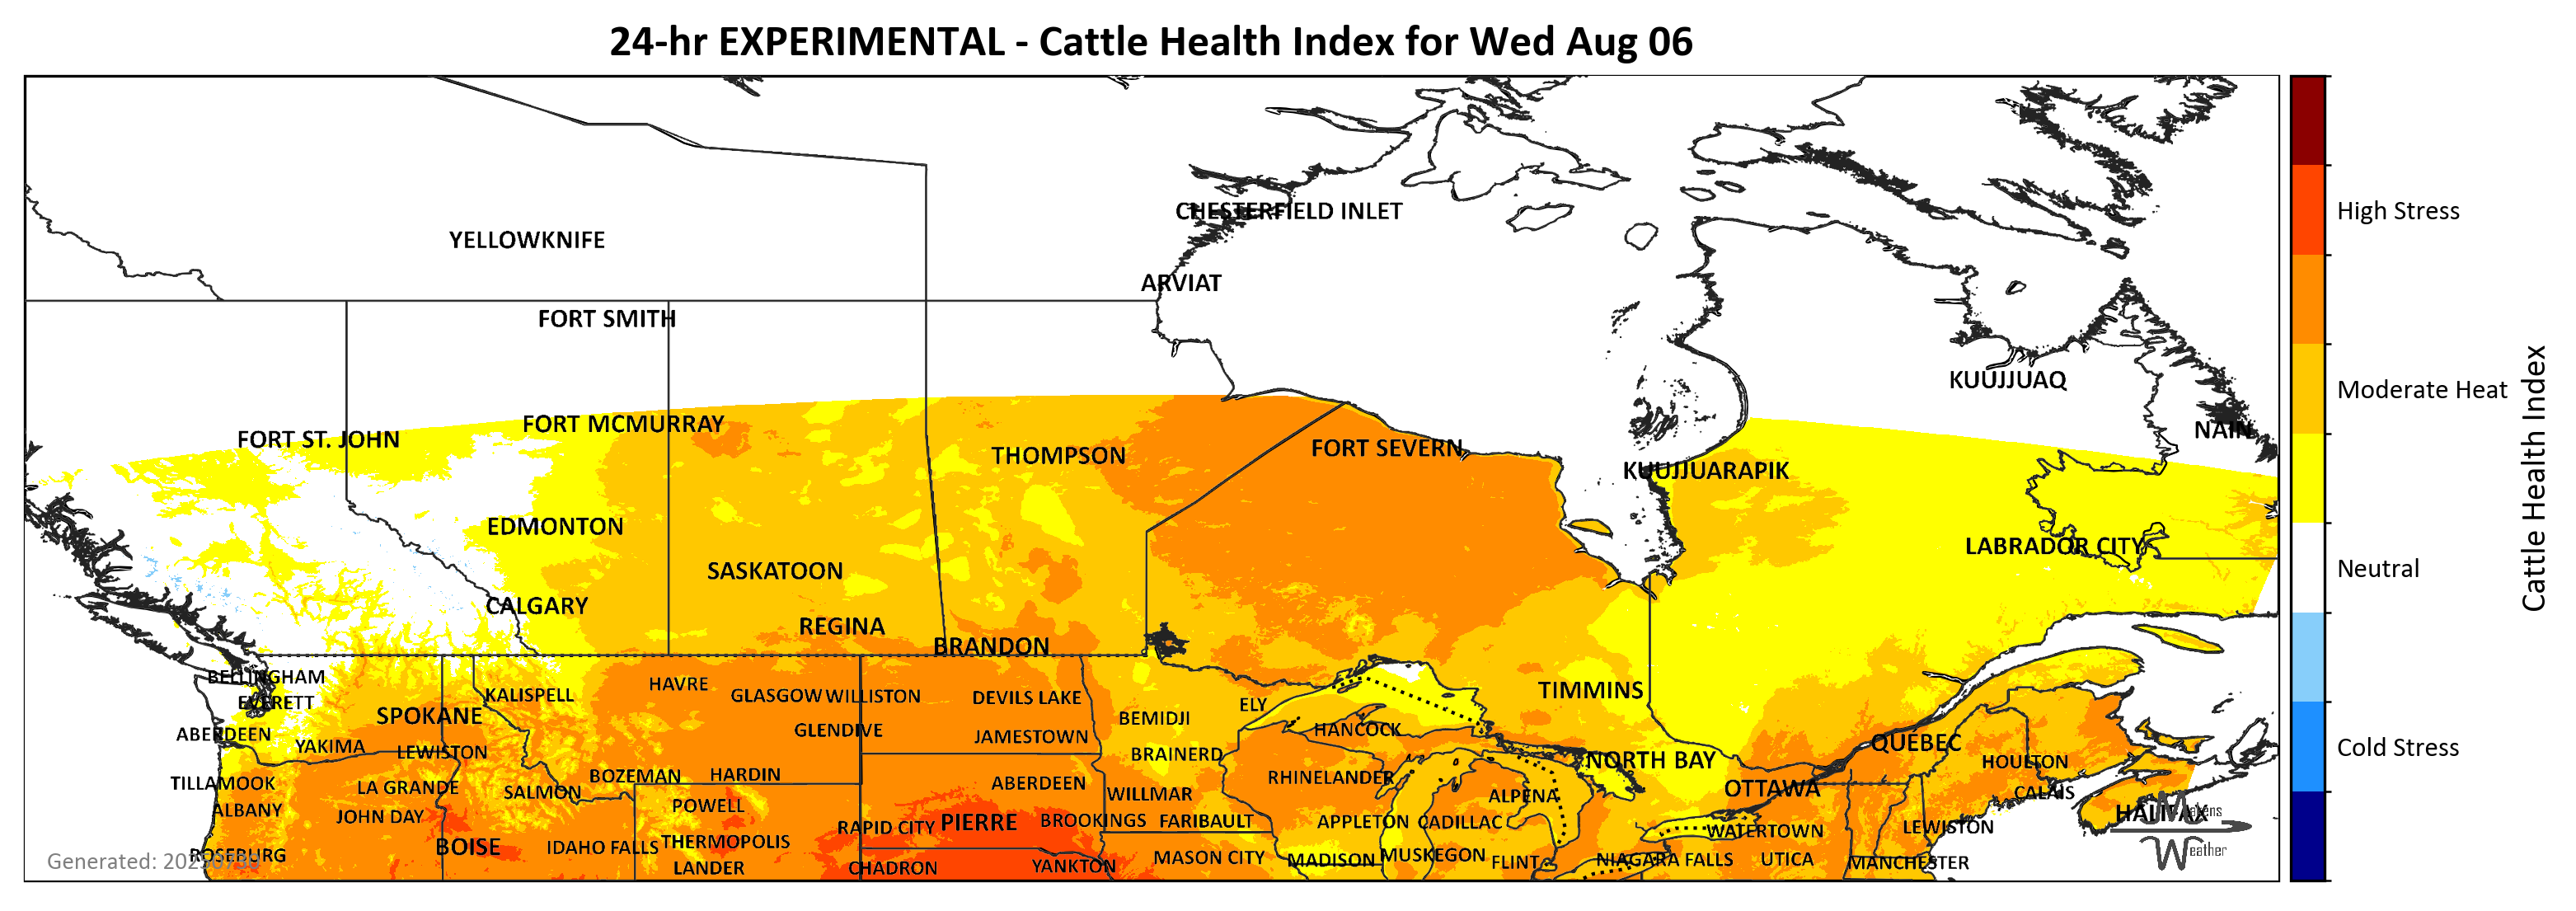 24-hr EXPERIMENTAL - Cattle Health Index for Wed Aug 06
CHESTERFIELD INLET
YELLOWKNIFE
ARVIAT
FORT SMITH
KUUJJUAQ
FORT MCMURRAY
NAIN
FORT ST. JOHN
FORT SEVERN
THOMPSON
KUUJJUARAPIK
EDMONTON
LABRADOR CITY
SASKATOON
CALGARY
REGINA
BRANDON
BELLINGHAM
HAVRE
TIMMINS
KALISPELL
GLASGOW
WILLISTON
DEVILS LAKE
EVERETT
ELY
SPOKANE
BEMIDJI
GLENDIVE
HANCOCK
ABERDEEN
JAMESTOWN
QUEBEC
YAKIMA
LEWISTON
BRAINERD
NORTH BAY
HOULTON
BOZEMAN
HARDIN
RHINELANDER
TILLAMOOK
LA GRANDE
ABERDEEN
OTTAWA
SALMON
WILLMAR
ALPENA
CALAIS
POWELL
ALBANY
HALIFAX
Makens
JOHN DAY
RAPID CITY
PIERRE
BROOKINGS
FARIBAULT
APPLETON
CADILLAC
WATERTOWN
LEWISTON
BOISE
IDAHO FALLS
THERMOPOLIS
Weather
ROSEBURG
MASON CITY
MADISON
MUSKEGON
FLINT
NIAGARA FALLS
UTICA
MANCHESTER
Generated:
LANDER
CHADRON
YANKTON
High Stress
Moderate Heat
Neutral
Cold Stress
Cattle Health Index